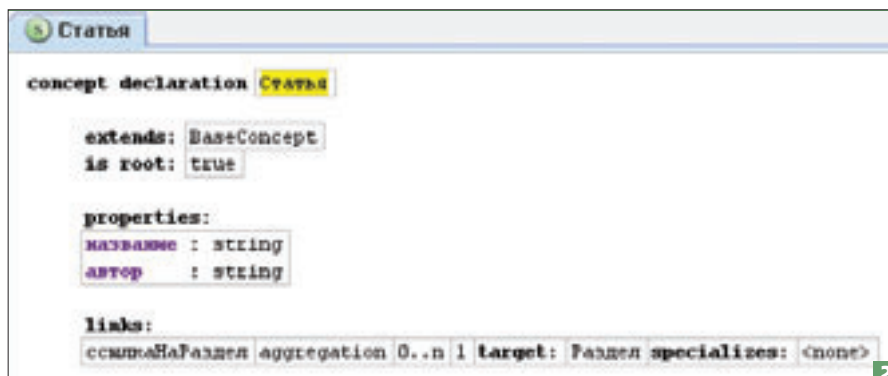 S Статья
concept declaration Статья
extends: BaseConcept
is root: true
properties:
название : string
автор : string
links:
ссылкаНаРаздел aggregation 0..n 1 target: Раздел specializes: <none>
2